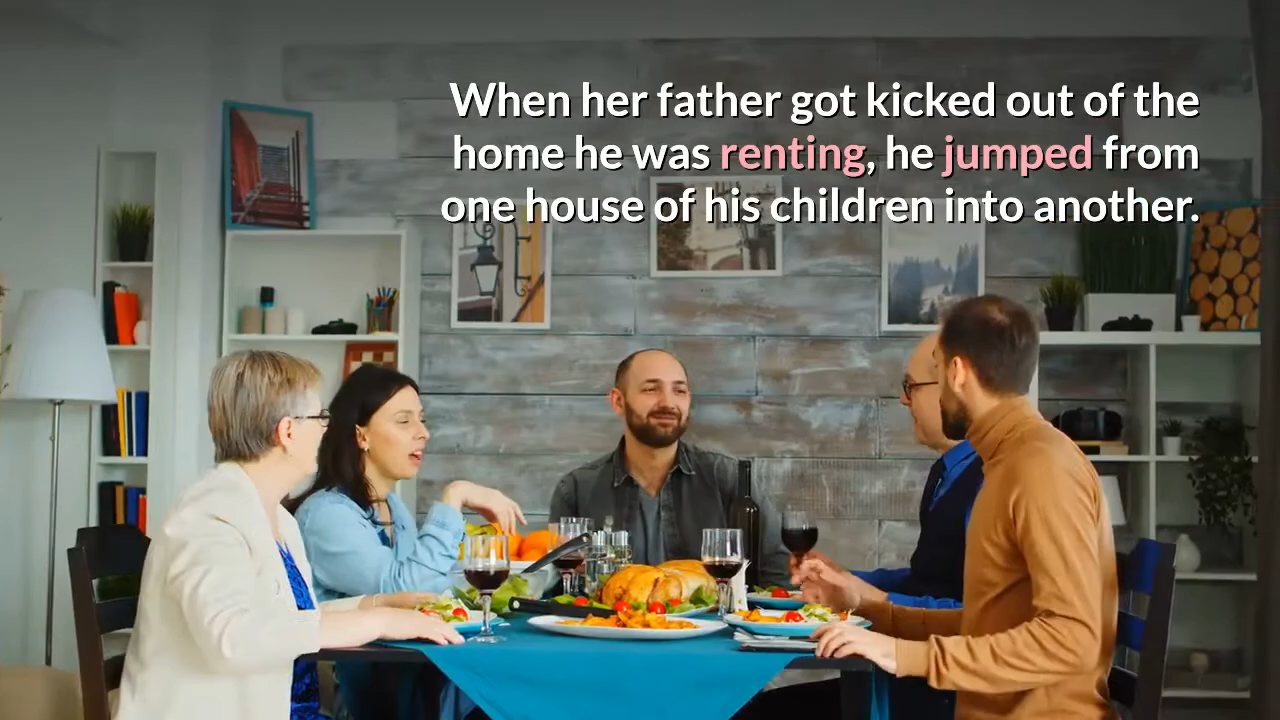 When her father got kicked out of the
home he was renting, he jumped from
one house of his children into another.